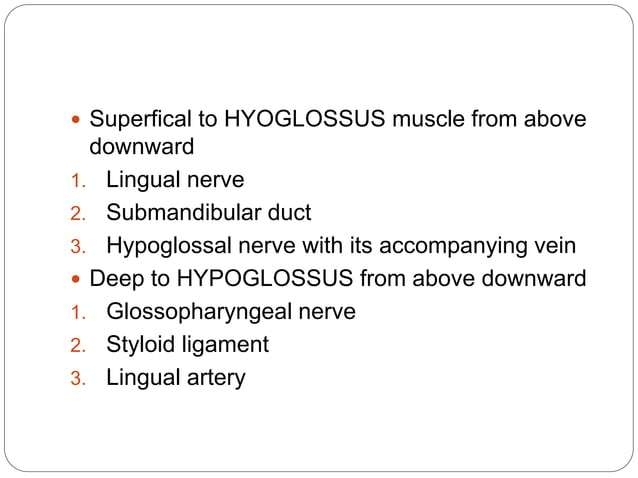 • Superfical to HYOGLOSSUS muscle from above
downward
1. Lingual nerve
2. Submandibular duct
3. Hypoglossal nerve with its accompanying vein
• Deep to HYPOGLOSSUS from above downward
1. Glossopharyngeal nerve
2. Styloid ligament
3. Lingual artery